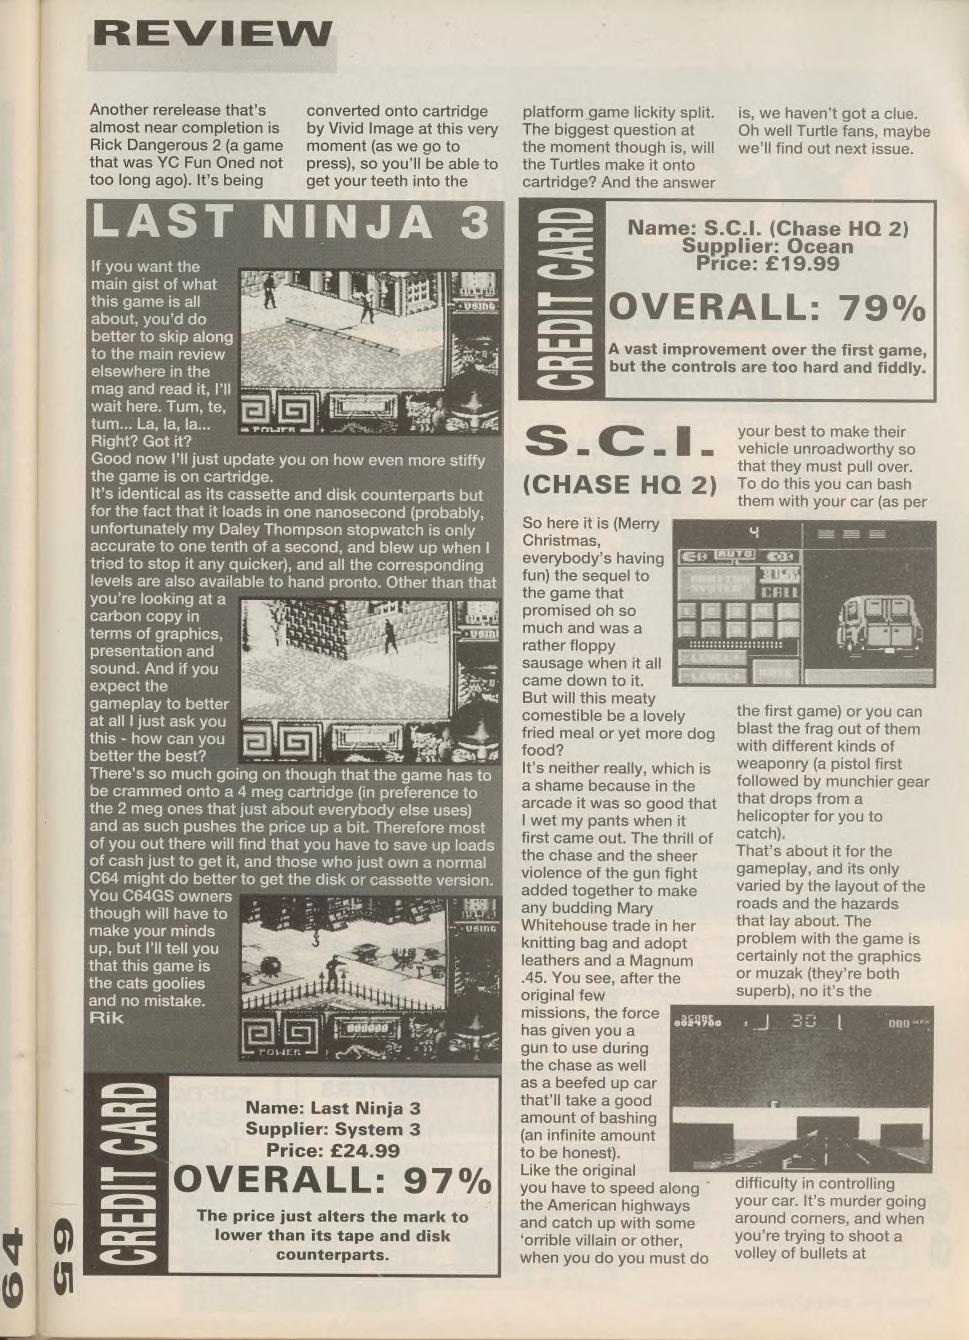 REVIEW
Another rerelease that's
almost near completion is
Rick Dangerous 2 (a game
that was YC Fun Oned not
too long ago). It's being
converted onto cartridge
by Vivid Image at this very
moment (as we go to
press), so you'll be able to
get your teeth into the
platform game lickity split.
The biggest question at
the moment though is, will
the Turtles make it onto
cartridge? And the answer
is, we haven't got a clue.
Oh well Turtle fans, maybe
we'll find out next issue.
LAST NINJA 3
If you want the
main gist of what
this game is all
about, you'd do
better to skip along
to the main review
elsewhere in the
mag and read it, I'll
wait here. Tum, te,
tum... La, la, la...
Right? Got it?
Good now I'll just update you on how even more stiffy
the game is on cartridge.
It's identical as its cassette and disk counterparts but
for the fact that it loads in one nanosecond (probably,
unfortunately my Daley Thompson stopwatch is only
accurate to one tenth of a second, and blew up when I
tried to stop it any quicker), and all the corresponding
levels are also available to hand pronto. Other than that
you're looking at a
carbon copy in
terms of graphics,
presentation and
sound. And if you
expect the
gameplay to better
at all I just ask you
this - how can you
better the best?
There's so much going on though that the game has to
be crammed onto a 4 meg cartridge (in preference to
the 2 meg ones that just about everybody else uses)
and as such pushes the price up a bit. Therefore most
of you out there will find that you have to save up loads
of cash just to get it, and those who just own a normal
C64 might do better to get the disk or cassette version.
You C64GS owners
though will have to
make your minds
up, but I'll tell you
that this game is
the cats goolies
and no mistake.
Rik
USING
POWER
USING
USING
000000
POWER
CREDIT CARD
Name: Last Ninja 3
Supplier: System 3
Price: £24.99
OVERALL: 97%
The price just alters the mark to
lower than its tape and disk
counterparts.
CREDIT CARD
Name: S.C.I. (Chase HQ 2)
Supplier: Ocean
Price: £19.99
OVERALL: 79%
A vast improvement over the first game,
but the controls are too hard and fiddly.
S.C.I.
(CHASE HQ 2)
So here it is (Merry
Christmas,
everybody's having
fun) the sequel to
the game that
promised oh so
much and was a
rather floppy
sausage when it all
came down to it.
But will this meaty
comestible be a lovely
fried meal or yet more dog
food?
It's neither really, which is
a shame because in the
arcade it was so good that
I wet my pants when it
first came out. The thrill of
the chase and the sheer
violence of the gun fight
added together to make
any budding Mary
Whitehouse trade in her
knitting bag and adopt
leathers and a Magnum
.45. You see, after the
original few
missions, the force
has given you a
gun to use during
the chase as well
as a beefed up car
that'll take a good
amount of bashing
(an infinite amount
to be honest).
Like the original
you have to speed along
the American highways
and catch up with some
'orrible villain or other,
when you do you must do
your best to make their
vehicle unroadworthy so
that they must pull over.
To do this you can bash
them with your car (as per
4
AUTO
CALL
the first game) or you can
blast the frag out of them
with different kinds of
weaponry (a pistol first
followed by munchier gear
that drops from a
helicopter for you to
catch).
That's about it for the
gameplay, and its only
varied by the layout of the
roads and the hazards
that lay about. The
problem with the game is
certainly not the graphics
or muzak (they're both
superb), no it's the
SCORE
0024700
30
000
difficulty in controlling
your car. It's murder going
around corners, and when
you're trying to shoot a
volley of bullets at
64
59